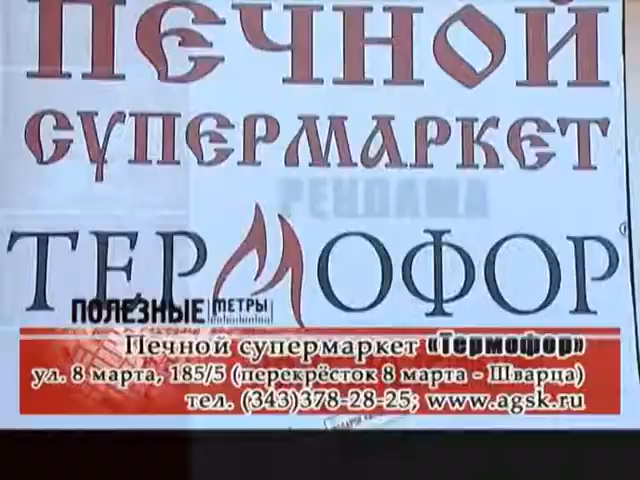 ПЕЧНОЙ
СУПЕРМАРКЕТ
РЕКЛАМА
ТЕРМОФОР
ПОЛЕЗНЫЕ МЕТРЫ
Печной супермаркет «Термофор»
ул. 8 марта, 185/5 (перекрёсток 8 марта - Шварца)
тел. (343)378-28-25; www.agsk.ru